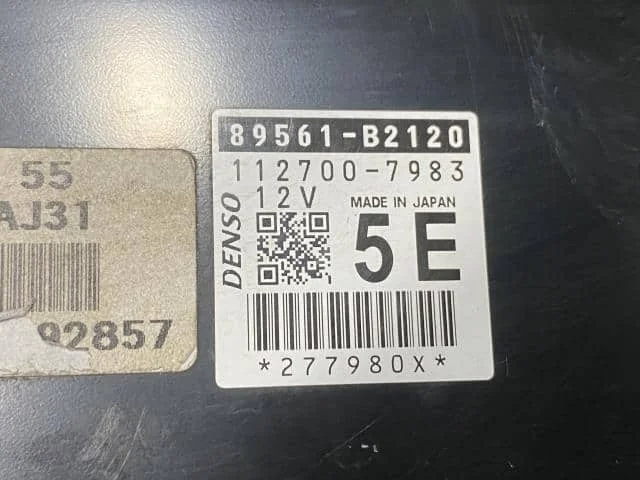 55
AJ31
92857
89561-B2120
112700-7983
12V
MADE IN JAPAN
DENSO
5E
*277980X*